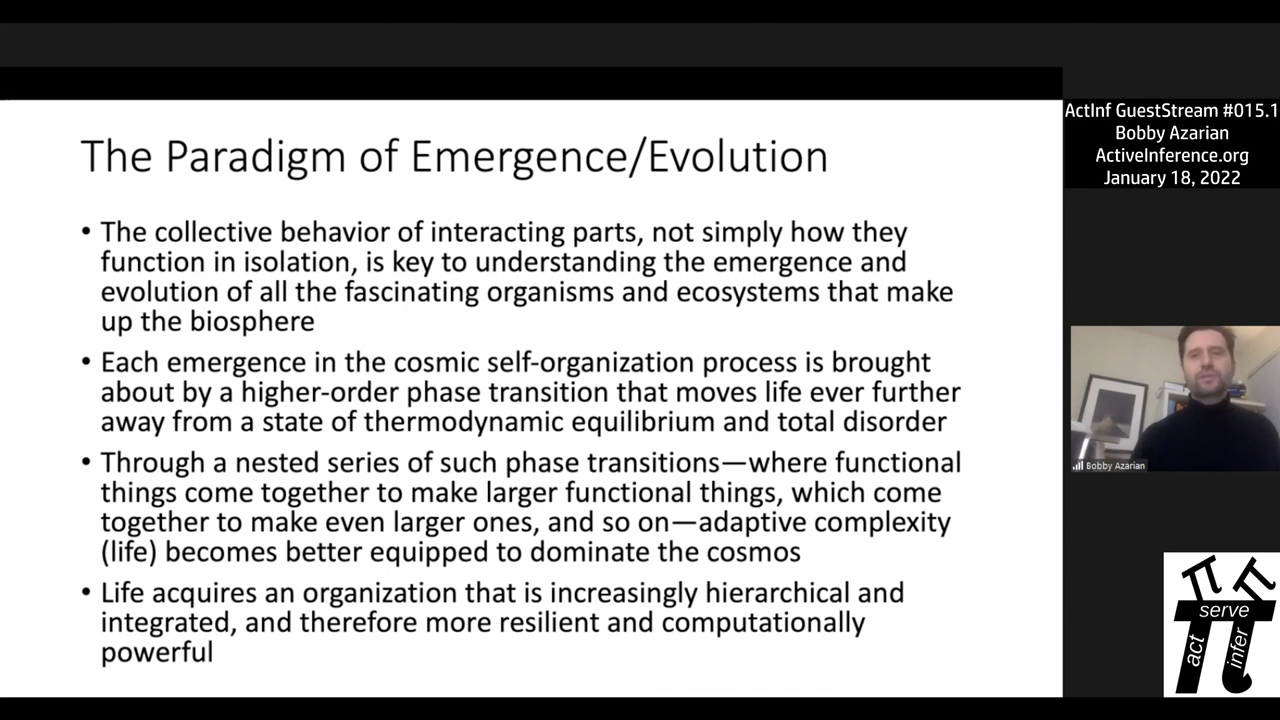 The Paradigm of Emergence/Evolution
• The collective behavior of interacting parts, not simply how they
function in isolation, is key to understanding the emergence and
evolution of all the fascinating organisms and ecosystems that make
up the biosphere
• Each emergence in the cosmic self-organization process is brought
about by a higher-order phase transition that moves life ever further
away from a state of thermodynamic equilibrium and total disorder
• Through a nested series of such phase transitions—where functional
things come together to make larger functional things, which come
together to make even larger ones, and so on—adaptive complexity
(life) becomes better equipped to dominate the cosmos
• Life acquires an organization that is increasingly hierarchical and
integrated, and therefore more resilient and computationally
powerful
ActInf GuestStream #015.1
Bobby Azarian
ActiveInference.org
January 18, 2022
Bobby Azarian
π π
serve
act
infer